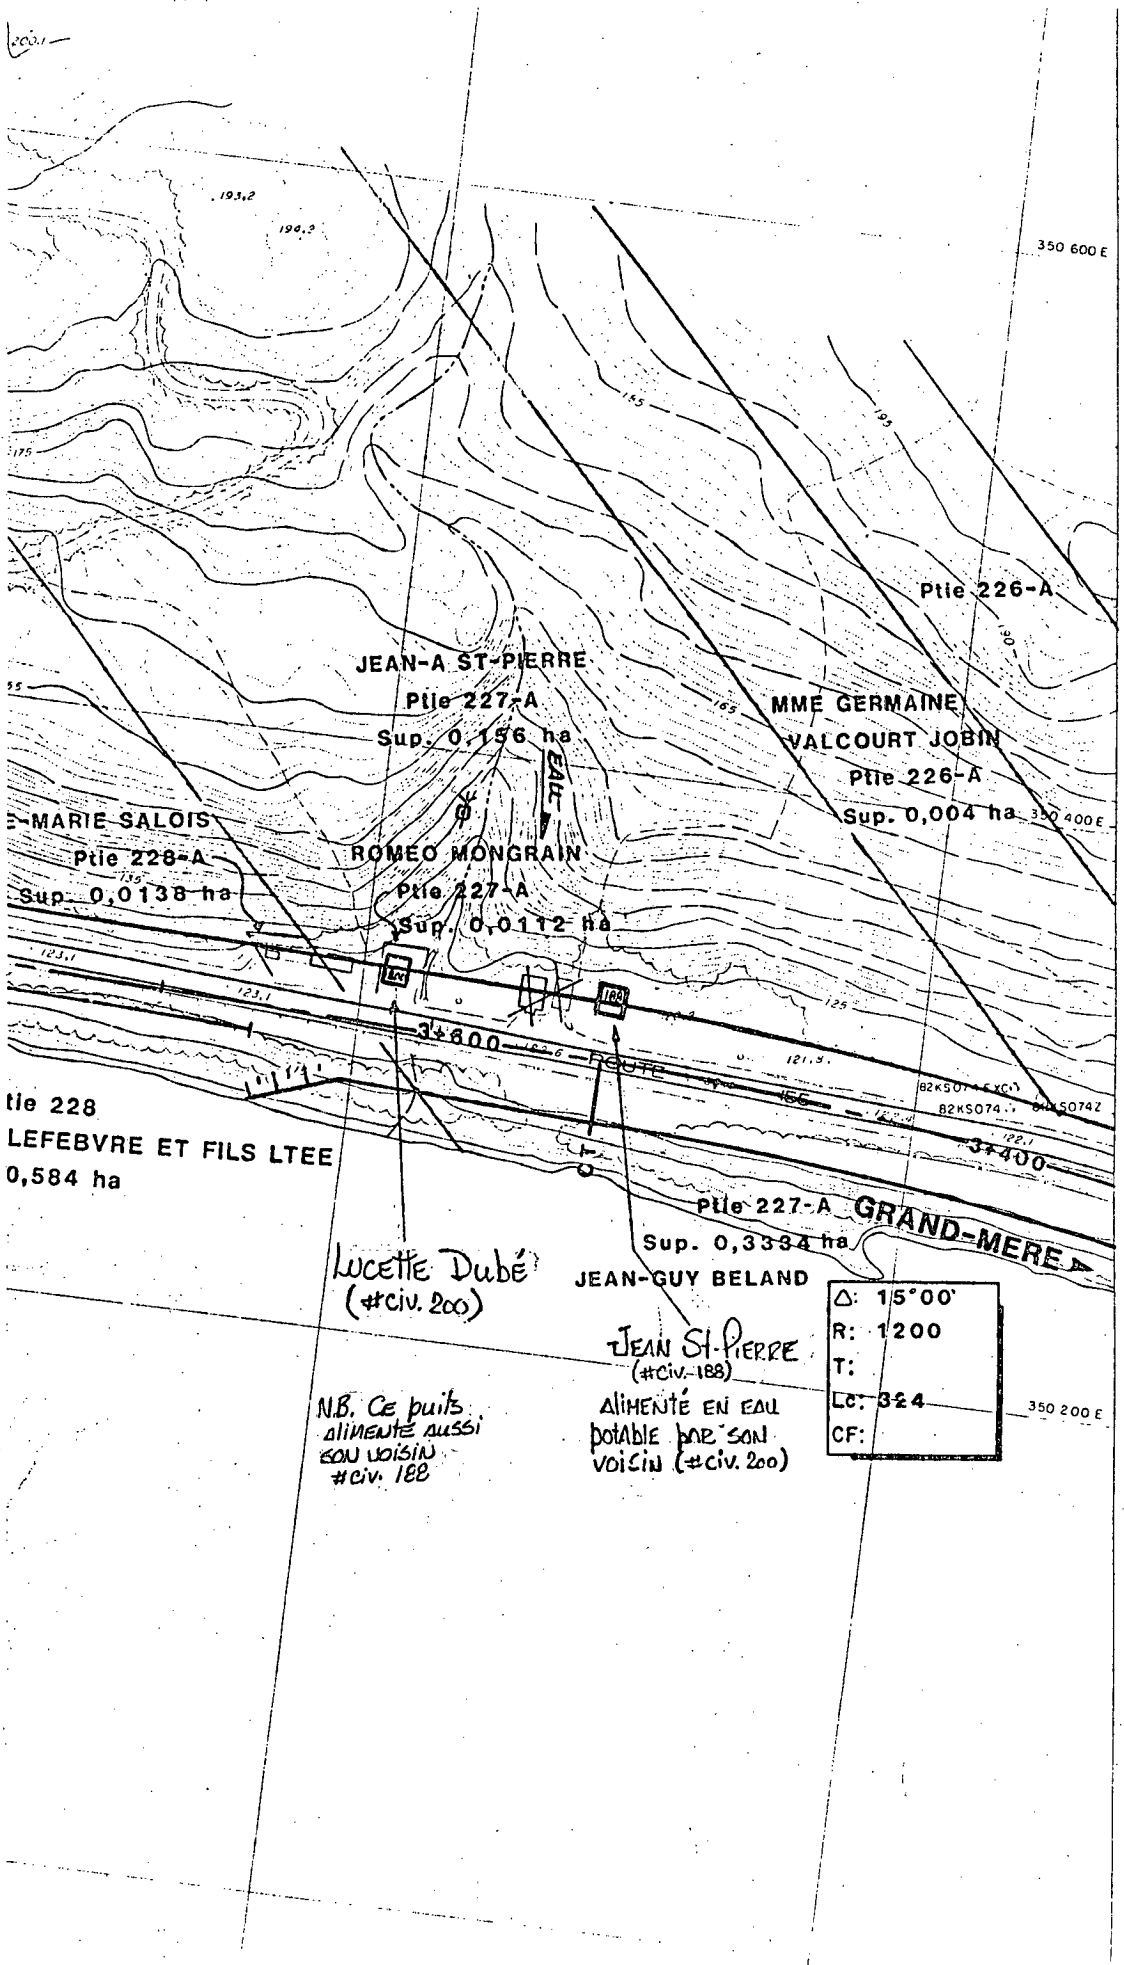 200.1
193,2
194,3
350 600 E
185
195
175
Ptie 226-A
190
JEAN-A ST-PIERRE
Ptie 227-A
Sup. 0,156 ha
165
MME GERMAINE
VALCOURT JOBIN
Ptie 226-A
Sup. 0,004 ha
350 400 E
EAU
E-MARIE SALOIS
Ptie 228-A
135
Sup. 0,0138 ha
ROMEO MONGRAIN
Ptie 227-A
Sup. 0,0112 ha
123,1
123,1
200
188
125
3+600
ROUTE
155
121,9
82KS074
82KS074Z
122,1
3+400
tie 228
LEFEBVRE ET FILS LTEE
0,584 ha
Ptie 227-A
Sup. 0,3334 ha
JEAN-GUY BELAND
GRAND-MERE
LUCETTE Dubé
(#civ. 200)
JEAN St-PIERRE
(#civ. 188)
AliMENTÉ EN EAU
potable par son
voisin (#civ. 200)
N.B. CE puits
AliMENTE AUSSI
SON VOISIN
#civ. 188
Δ: 15°00'
R: 1200
T:
Lc: 324
CF:
350 200 E